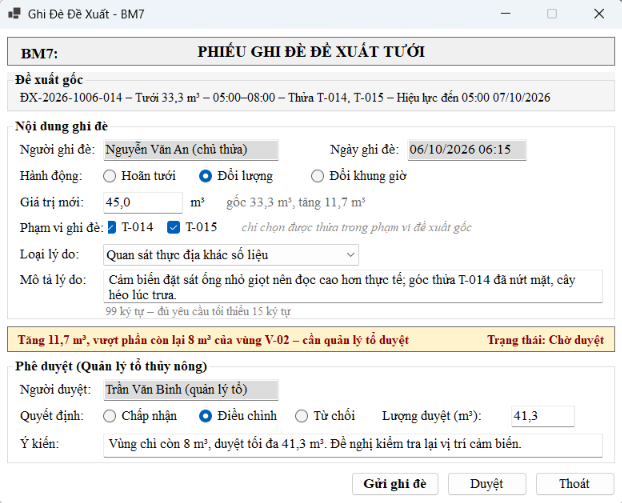 Ghi Đè Đề Xuất - BM7
BM7: PHIẾU GHI ĐÈ ĐỀ XUẤT TƯỚI
Đề xuất gốc
ĐX-2026-1006-014 – Tưới 33,3 m³ – 05:00–08:00 – Thửa T-014, T-015 – Hiệu lực đến 05:00 07/10/2026
Nội dung ghi đè
Người ghi đè: Nguyễn Văn An (chủ thửa) Ngày ghi đè: 06/10/2026 06:15
Hành động: Hoãn tưới Đổi lượng Đổi khung giờ
Giá trị mới: 45,0 m³ gốc 33,3 m³, tăng 11,7 m³
Phạm vi ghi đè: T-014 T-015 chỉ chọn được thửa trong phạm vi đề xuất gốc
Loại lý do: Quan sát thực địa khác số liệu
Mô tả lý do: Cảm biến đặt sát ống nhỏ giọt nên đọc cao hơn thực tế; góc thửa T-014 đã nứt mặt, cây
héo lúc trưa.
99 ký tự – đủ yêu cầu tối thiểu 15 ký tự
Tăng 11,7 m³, vượt phần còn lại 8 m³ của vùng V-02 – cần quản lý tổ duyệt Trạng thái: Chờ duyệt
Phê duyệt (Quản lý tổ thủy nông)
Người duyệt: Trần Văn Bình (quản lý tổ)
Quyết định: Chấp nhận Điều chỉnh Từ chối Lượng duyệt (m³): 41,3
Ý kiến: Vùng chỉ còn 8 m³, duyệt tối đa 41,3 m³. Đề nghị kiểm tra lại vị trí cảm biến.
Gửi ghi đè Duyệt Thoát